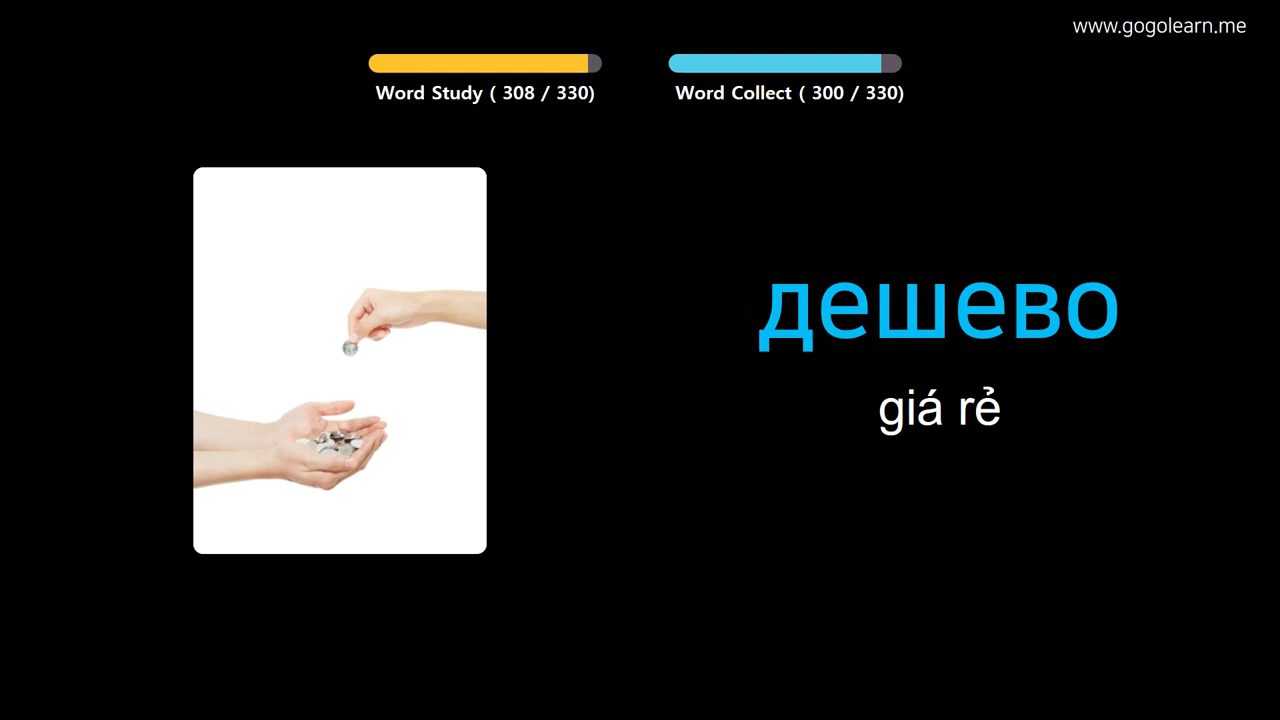 www.gogolearn.me
Word Study ( 308 / 330)
Word Collect ( 300 / 330)
дешево
giá rẻ